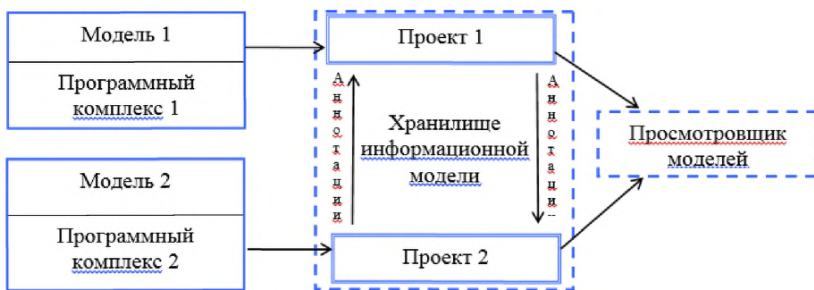 Модель 1
Программный
комплекс 1
Модель 2
Программный
комплекс 2
Проект 1
Аннотации
Хранилище
информационной
модели
Аннотаци
Проект 2
Просмотровщик
моделей